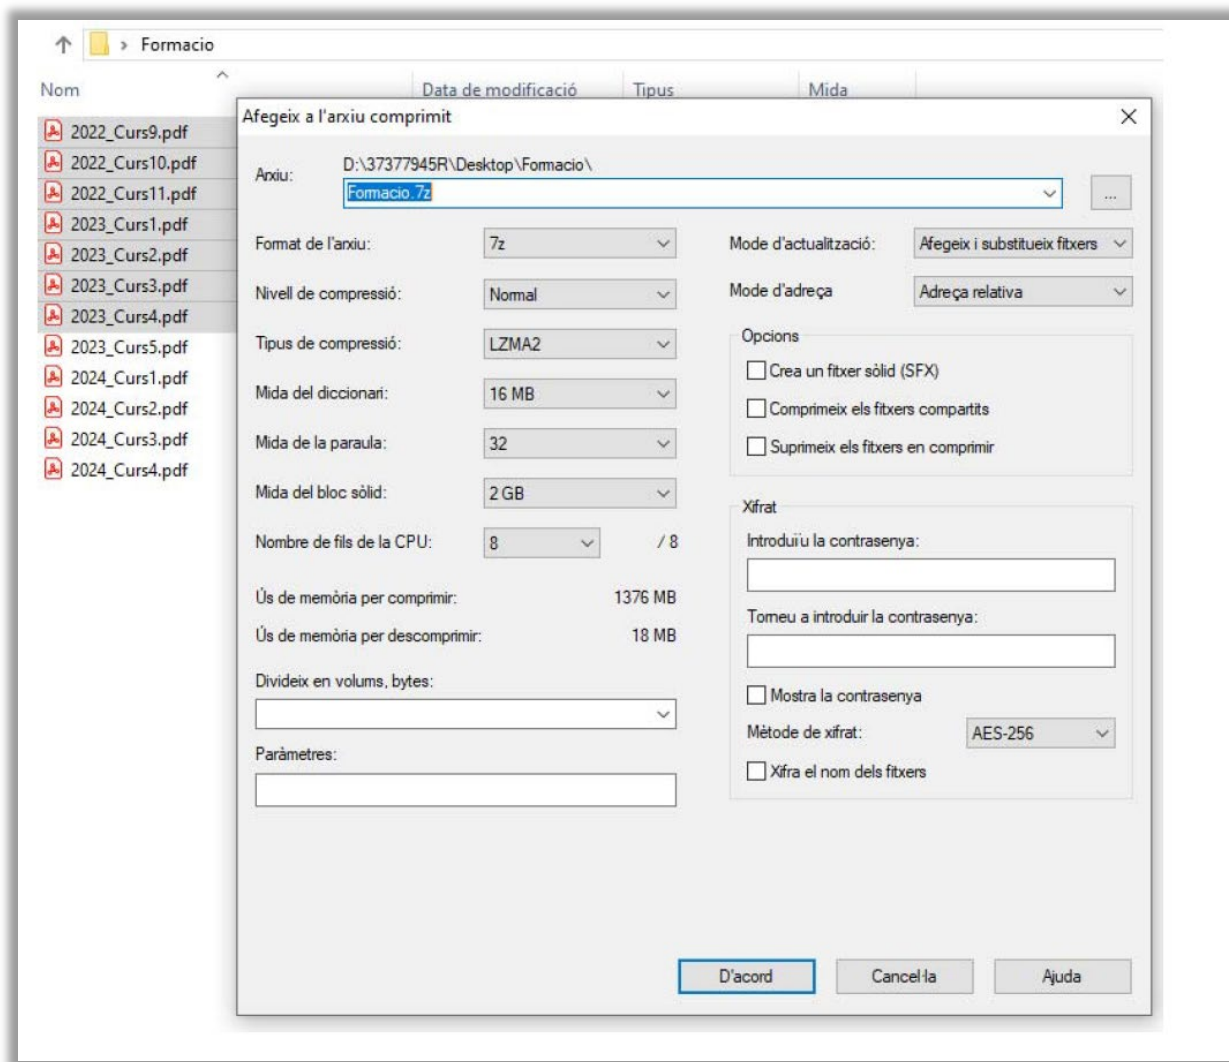 Formacio
Nom Data de modificació Tipus Mida
2022_Curs9.pdf
2022_Curs10.pdf
2022_Curs11.pdf
2023_Curs1.pdf
2023_Curs2.pdf
2023_Curs3.pdf
2023_Curs4.pdf
2023_Curs5.pdf
2024_Curs1.pdf
2024_Curs2.pdf
2024_Curs3.pdf
2024_Curs4.pdf
Afegeix a l'arxiu comprimit
Arxiu: D:\37377945R\Desktop\Formacio\
Formacio.7z ...
Format de l'arxiu: 7z
Nivell de compressió: Normal
Tipus de compressió: LZMA2
Mida del diccionari: 16 MB
Mida de la paraula: 32
Mida del bloc sòlid: 2 GB
Nombre de fils de la CPU: 8 / 8
Ús de memòria per comprimir: 1376 MB
Ús de memòria per descomprimir: 18 MB
Divideix en volums, bytes:
Paràmetres:
Mode d'actualització: Afegeix i substitueix fitxers
Mode d'adreça Adreça relativa
Opcions
Crea un fitxer sòlid (SFX)
Comprimeix els fitxers compartits
Suprimeix els fitxers en comprimir
Xifrat
Introduïu la contrasenya:
Torneu a introduir la contrasenya:
Mostra la contrasenya
Mètode de xifrat: AES-256
Xifra el nom dels fitxers
D'acord Cancel·la Ajuda